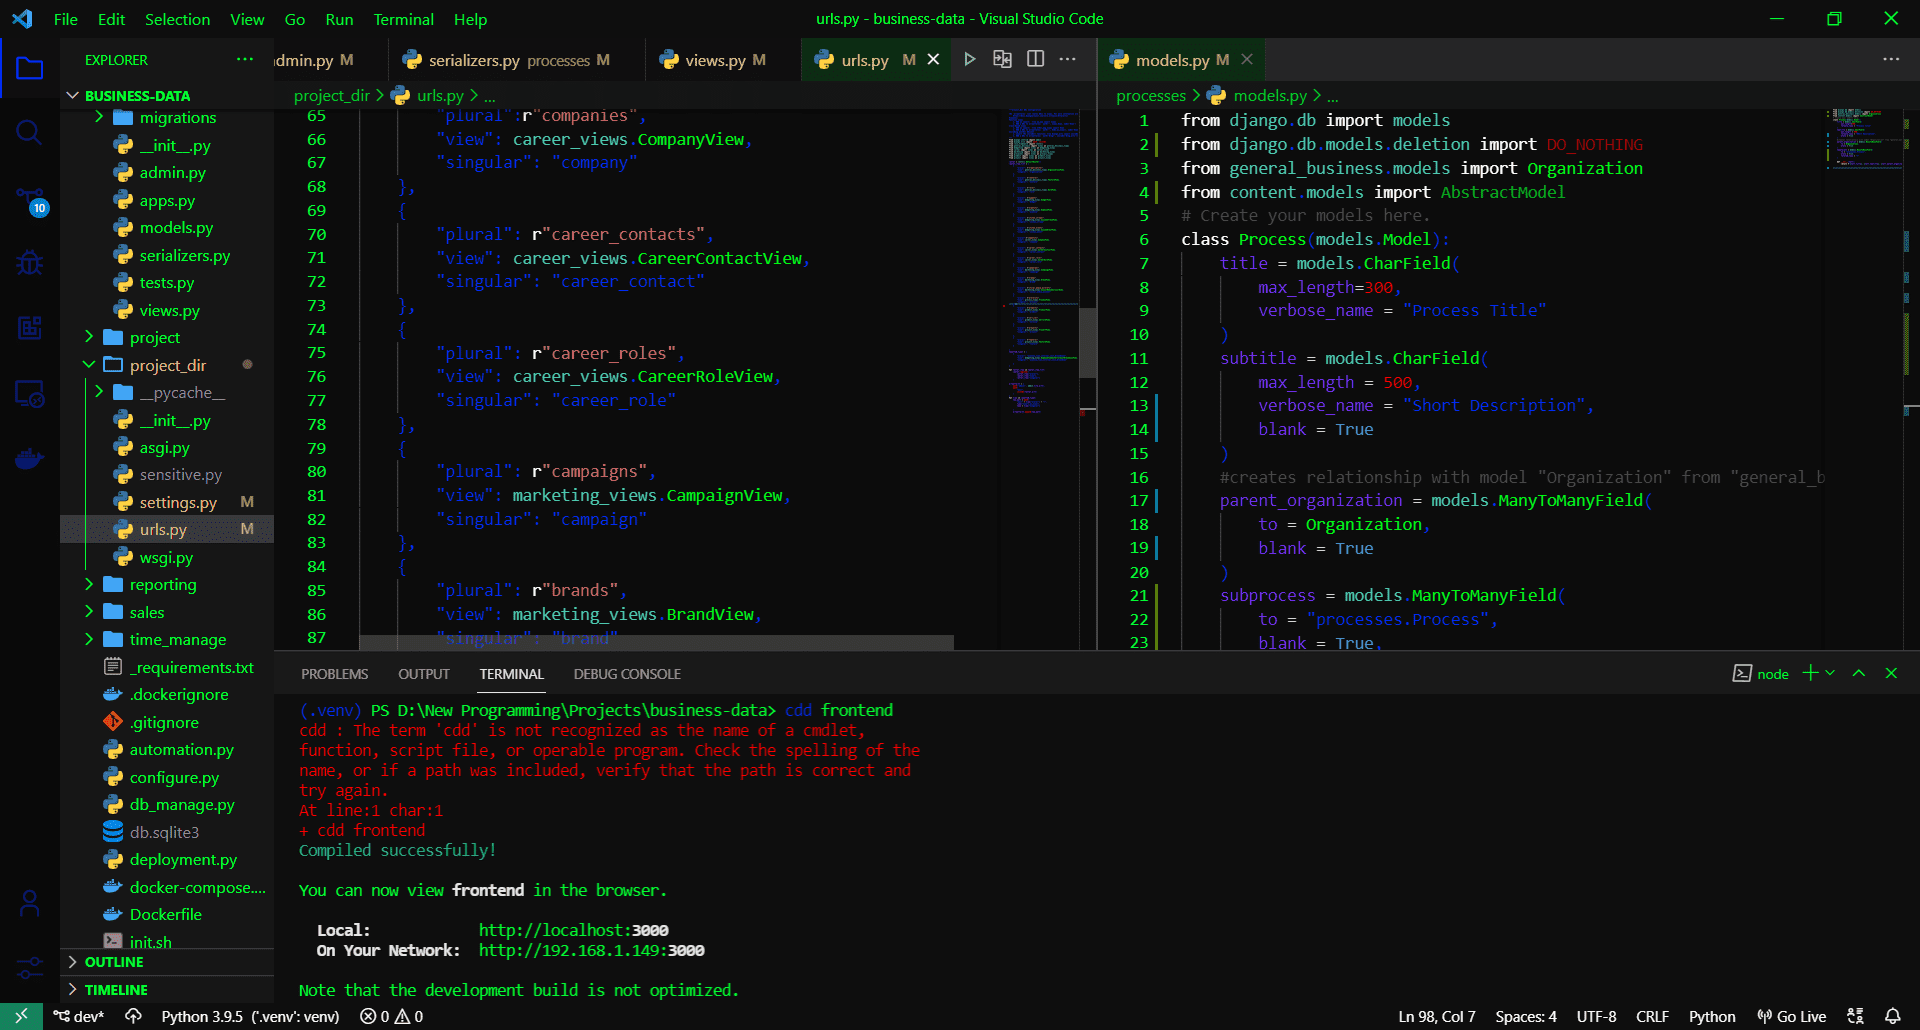 File Edit Selection View Go Run Terminal Help
urls.py - business-data - Visual Studio Code
EXPLORER
dmin.py M
serializers.py processes M
views.py M
urls.py M
models.py M
BUSINESS-DATA
project_dir > urls.py > ...
processes > models.py > ...
10
migrations
__init__.py
admin.py
apps.py
models.py
serializers.py
tests.py
views.py
project
project_dir
__pycache__
__init__.py
asgi.py
sensitive.py
settings.py M
urls.py M
wsgi.py
reporting
sales
time_manage
_requirements.txt
.dockerignore
.gitignore
automation.py
configure.py
db_manage.py
db.sqlite3
deployment.py
docker-compose....
Dockerfile
init.sh
OUTLINE
TIMELINE
65 "plural":r"companies",
66 "view": career_views.CompanyView,
67 "singular": "company"
68 },
69 {
70 "plural": r"career_contacts",
71 "view": career_views.CareerContactView,
72 "singular": "career_contact"
73 },
74 {
75 "plural": r"career_roles",
76 "view": career_views.CareerRoleView,
77 "singular": "career_role"
78 },
79 {
80 "plural": r"campaigns",
81 "view": marketing_views.CampaignView,
82 "singular": "campaign"
83 },
84 {
85 "plural": r"brands",
86 "view": marketing_views.BrandView,
87 "singular": "brand"
1 from django.db import models
2 from django.db.models.deletion import DO_NOTHING
3 from general_business.models import Organization
4 from content.models import AbstractModel
5 # Create your models here.
6 class Process(models.Model):
7 title = models.CharField(
8 max_length=300,
9 verbose_name = "Process Title"
10 )
11 subtitle = models.CharField(
12 max_length = 500,
13 verbose_name = "Short Description",
14 blank = True
15 )
16 #creates relationship with model "Organization" from "general_b
17 parent_organization = models.ManyToManyField(
18 to = Organization,
19 blank = True
20 )
21 subprocess = models.ManyToManyField(
22 to = "processes.Process",
23 blank = True,
PROBLEMS OUTPUT TERMINAL DEBUG CONSOLE
node
(.venv) PS D:\New Programming\Projects\business-data> cdd frontend
cdd : The term 'cdd' is not recognized as the name of a cmdlet,
function, script file, or operable program. Check the spelling of the
name, or if a path was included, verify that the path is correct and
try again.
At line:1 char:1
+ cdd frontend
Compiled successfully!
You can now view frontend in the browser.
Local: http://localhost:3000
On Your Network: http://192.168.1.149:3000
Note that the development build is not optimized.
dev* Python 3.9.5 ('.venv': venv) 0 0
Ln 98, Col 7 Spaces: 4 UTF-8 CRLF Python Go Live